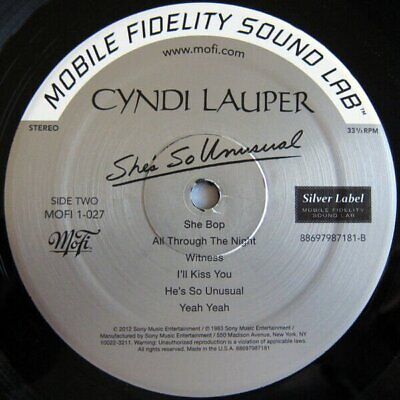 MOBILE FIDELITY SOUND LAB™
www.mofi.com
CYNDI LAUPER
STEREO
33⅓ RPM
She's So Unusual
SIDE TWO
MOFI 1-027
MoFi
Silver Label
MOBILE FIDELITY
SOUND LAB
88697987181-B
She Bop
All Through The Night
Witness
I'll Kiss You
He's So Unusual
Yeah Yeah
© 2012 Sony Music Entertainment / ℗ 1983 Sony Music Entertainment /
Manufactured by Sony Music Entertainment / 550 Madison Avenue, New York, NY
10022-3211. Warning: Unauthorized reproduction is a violation of applicable laws.
All rights reserved. Made in the U.S.A. 88697987181